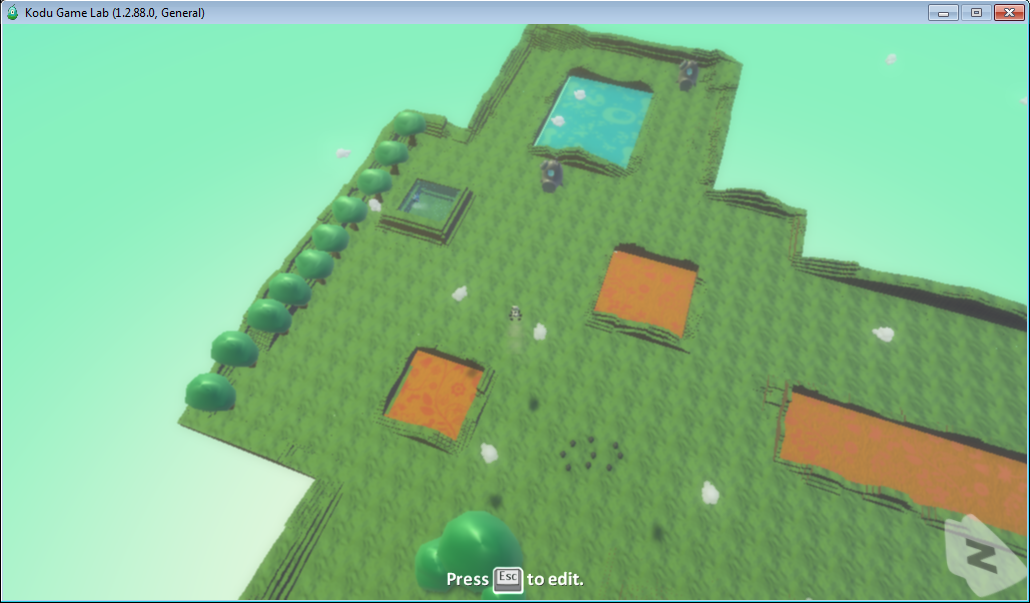 Kodu Game Lab (1.2.88.0, General)
Press Esc to edit.
N